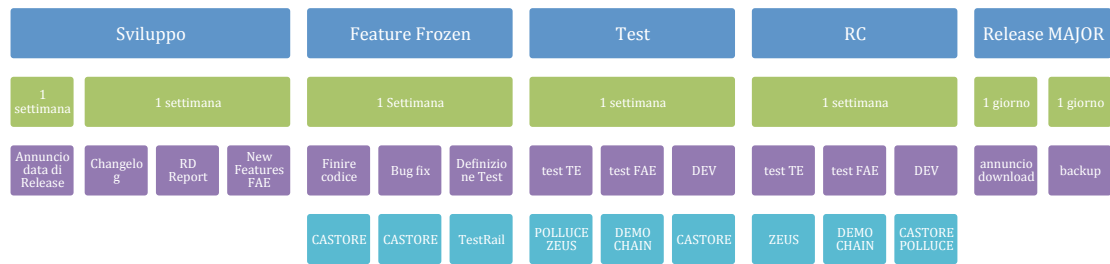 Sviluppo
Feature Frozen
Test
RC
Release MAJOR
1
settimana
1 settimana
1 Settimana
1 settimana
1 settimana
1 giorno
1 giorno
Annuncio
data di
Release
Changelo
g
RD
Report
New
Features
FAE
Finire
codice
Bug fix
Definizio
ne Test
test TE
test FAE
DEV
test TE
test FAE
DEV
annuncio
download
backup
CASTORE
CASTORE
TestRail
POLLUCE
ZEUS
DEMO
CHAIN
CASTORE
ZEUS
DEMO
CHAIN
CASTORE
POLLUCE